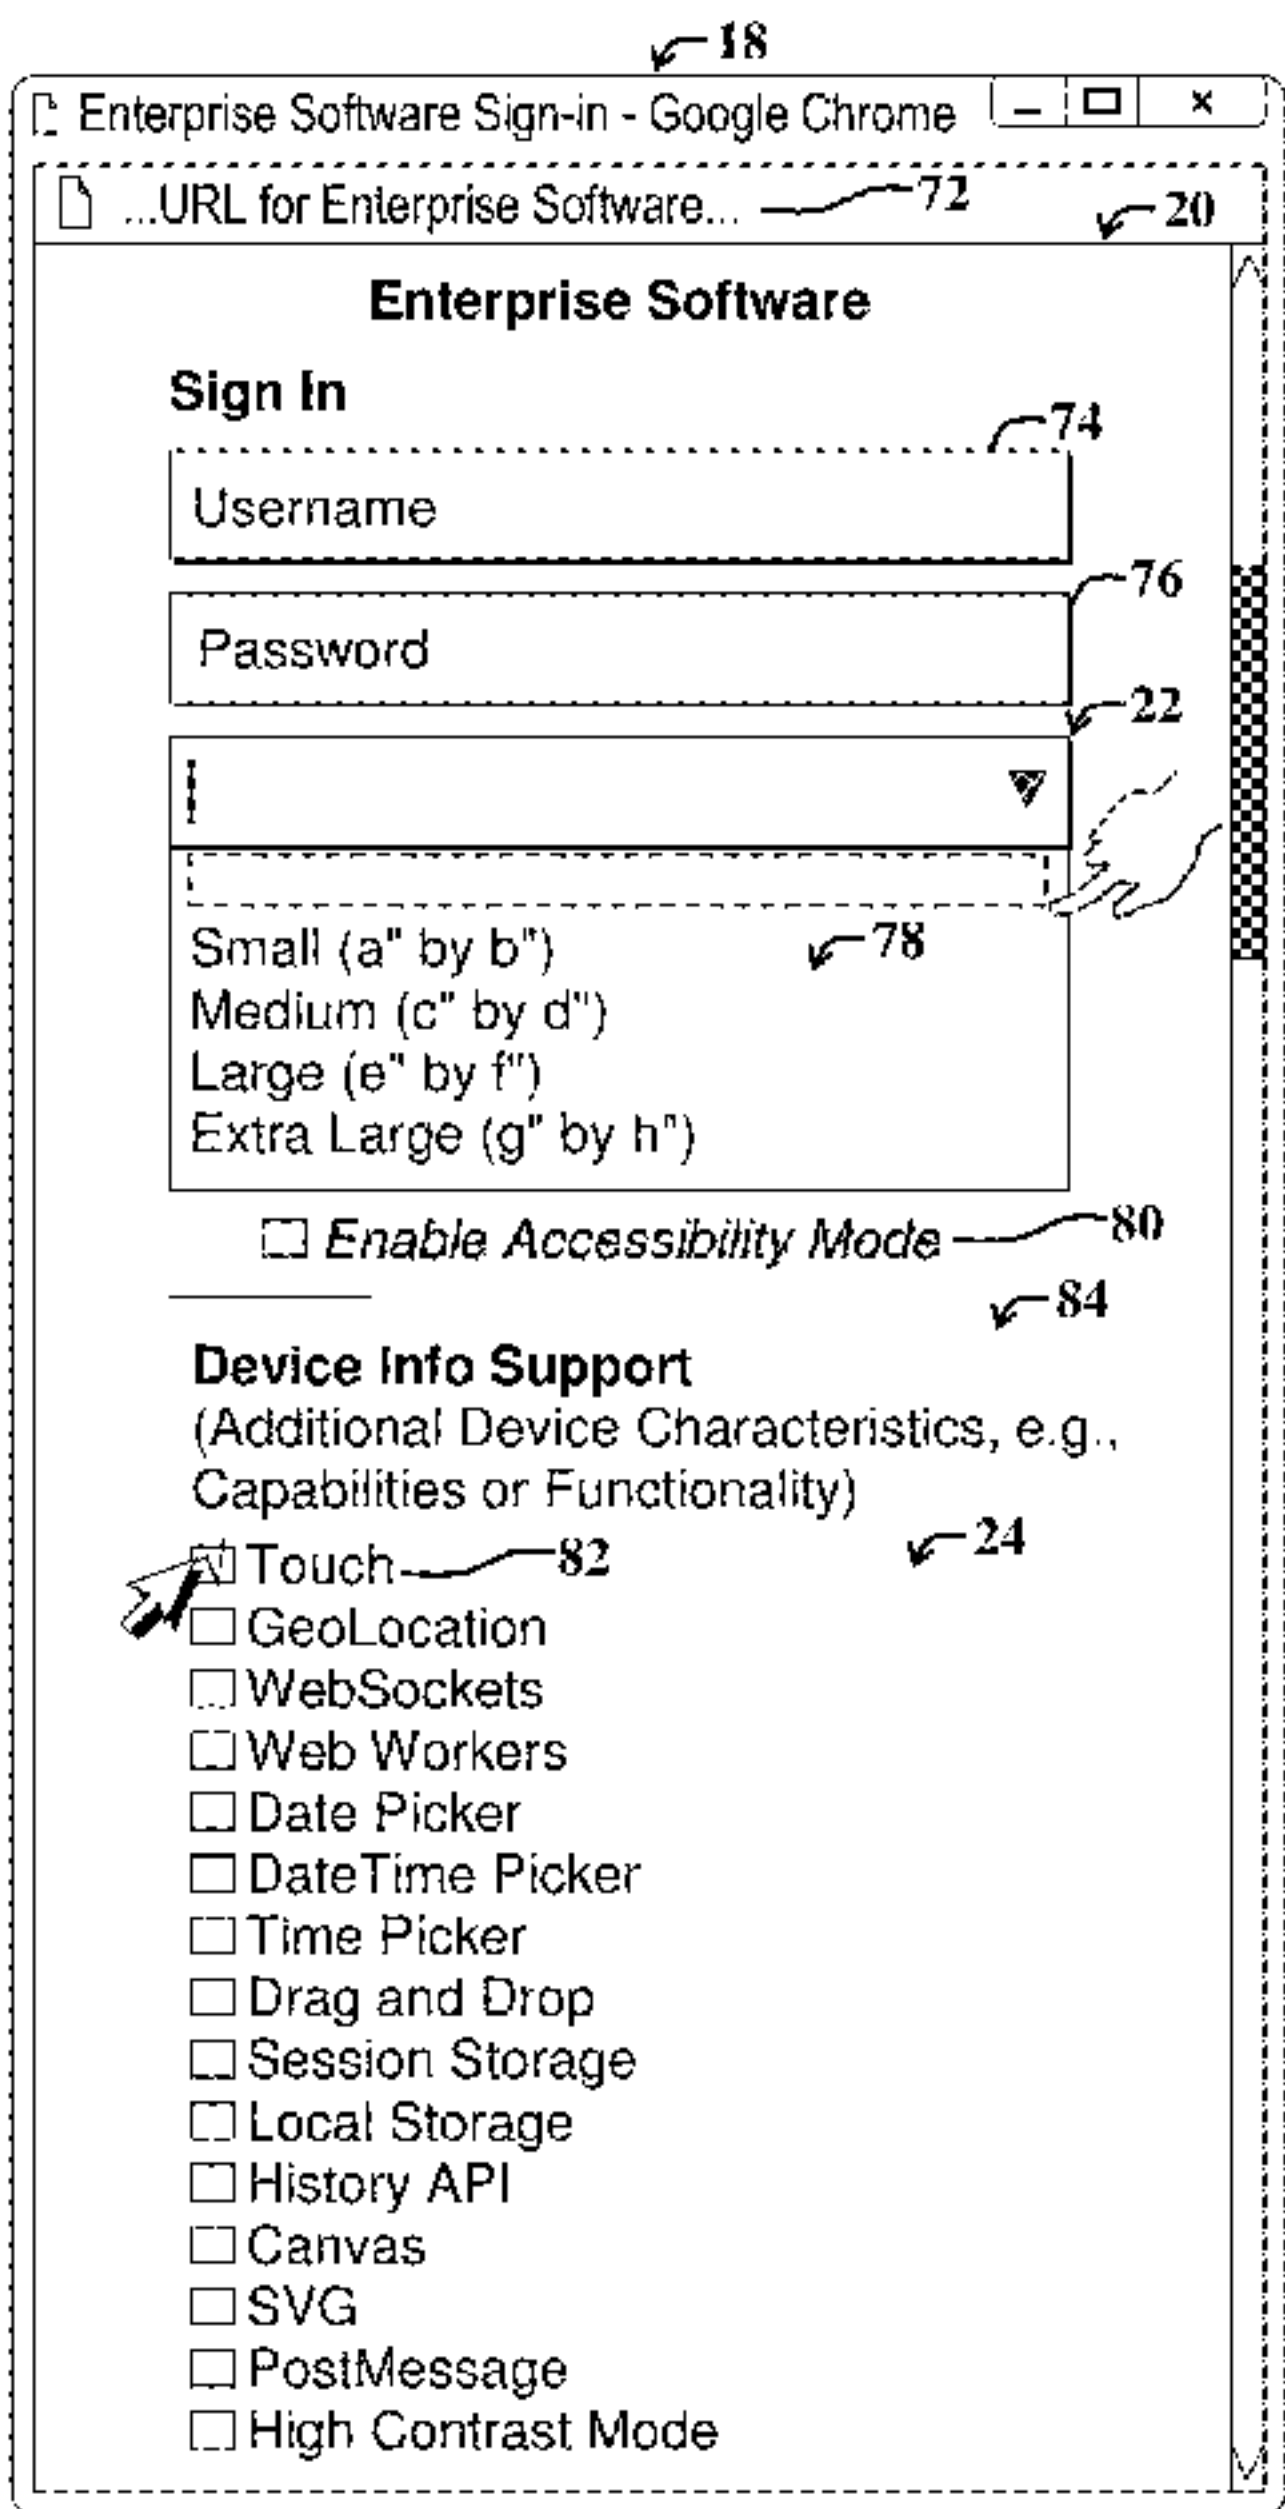 18
Enterprise Software Sign-in - Google Chrome
...URL for Enterprise Software... 72
20
Enterprise Software
Sign In
74
Username
76
Password
22
78
Small (a" by b")
Medium (c" by d")
Large (e" by f")
Extra Large (g" by h")
Enable Accessibility Mode 80
84
Device Info Support
(Additional Device Characteristics, e.g.,
Capabilities or Functionality)
24
Touch 82
GeoLocation
WebSockets
Web Workers
Date Picker
DateTime Picker
Time Picker
Drag and Drop
Session Storage
Local Storage
History API
Canvas
SVG
PostMessage
High Contrast Mode